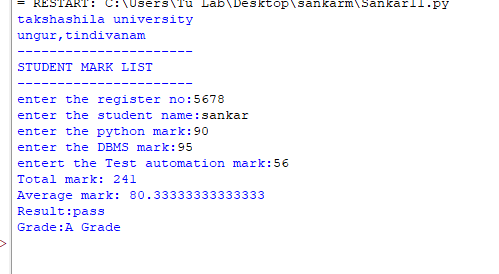 = RESTART: C:\Users\Tu Lab\Desktop\sankarm\Sankar11.py
takshashila university
ungur,tindivanam
----------------------
STUDENT MARK LIST
----------------------
enter the register no:5678
enter the student name:sankar
enter the python mark:90
enter the DBMS mark:95
entert the Test automation mark:56
Total mark: 241
Average mark: 80.33333333333333
Result:pass
Grade:A Grade
>